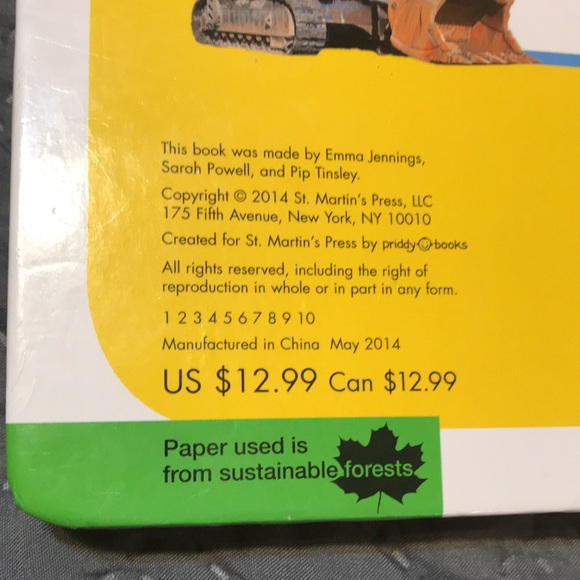 This book was made by Emma Jennings,
Sarah Powell, and Pip Tinsley.
Copyright © 2014 St. Martin's Press, LLC
175 Fifth Avenue, New York, NY 10010
Created for St. Martin's Press by priddy books
All rights reserved, including the right of
reproduction in whole or in part in any form.
1 2 3 4 5 6 7 8 9 10
Manufactured in China May 2014
US $12.99 Can $12.99
Paper used is
from sustainable forests.